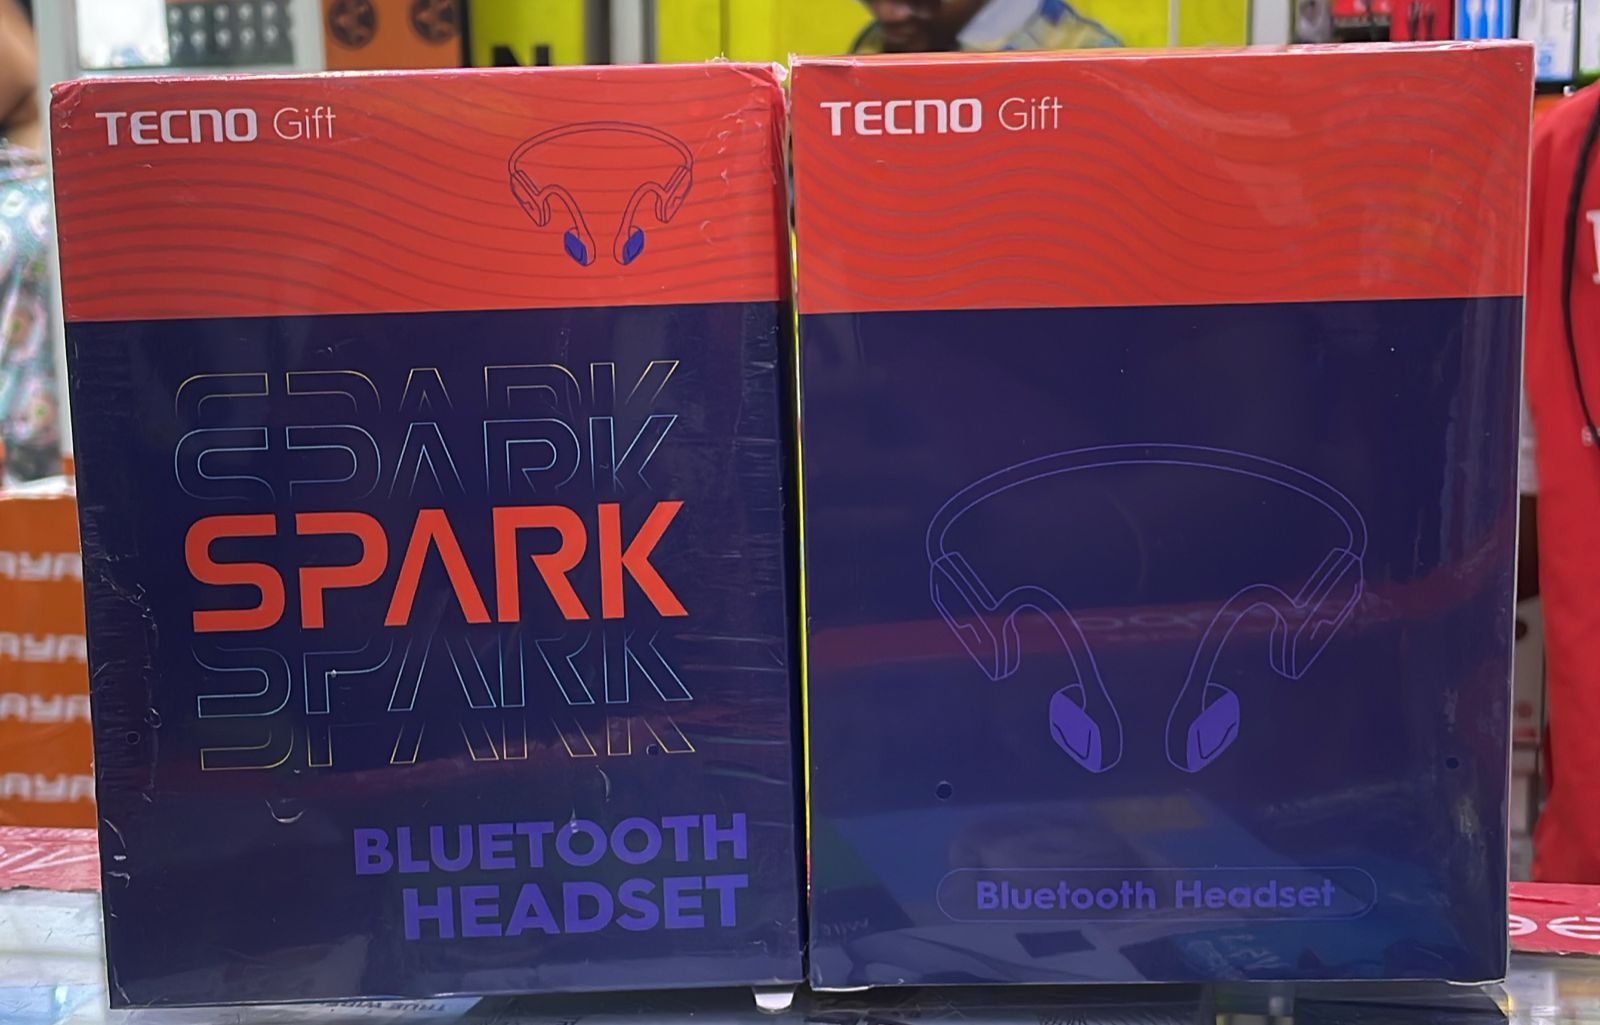 TECNO Gift
SPARK
SPARK
SPARK
SPARK
SPARK
BLUETOOTH
HEADSET
TECNO Gift
Bluetooth Headset